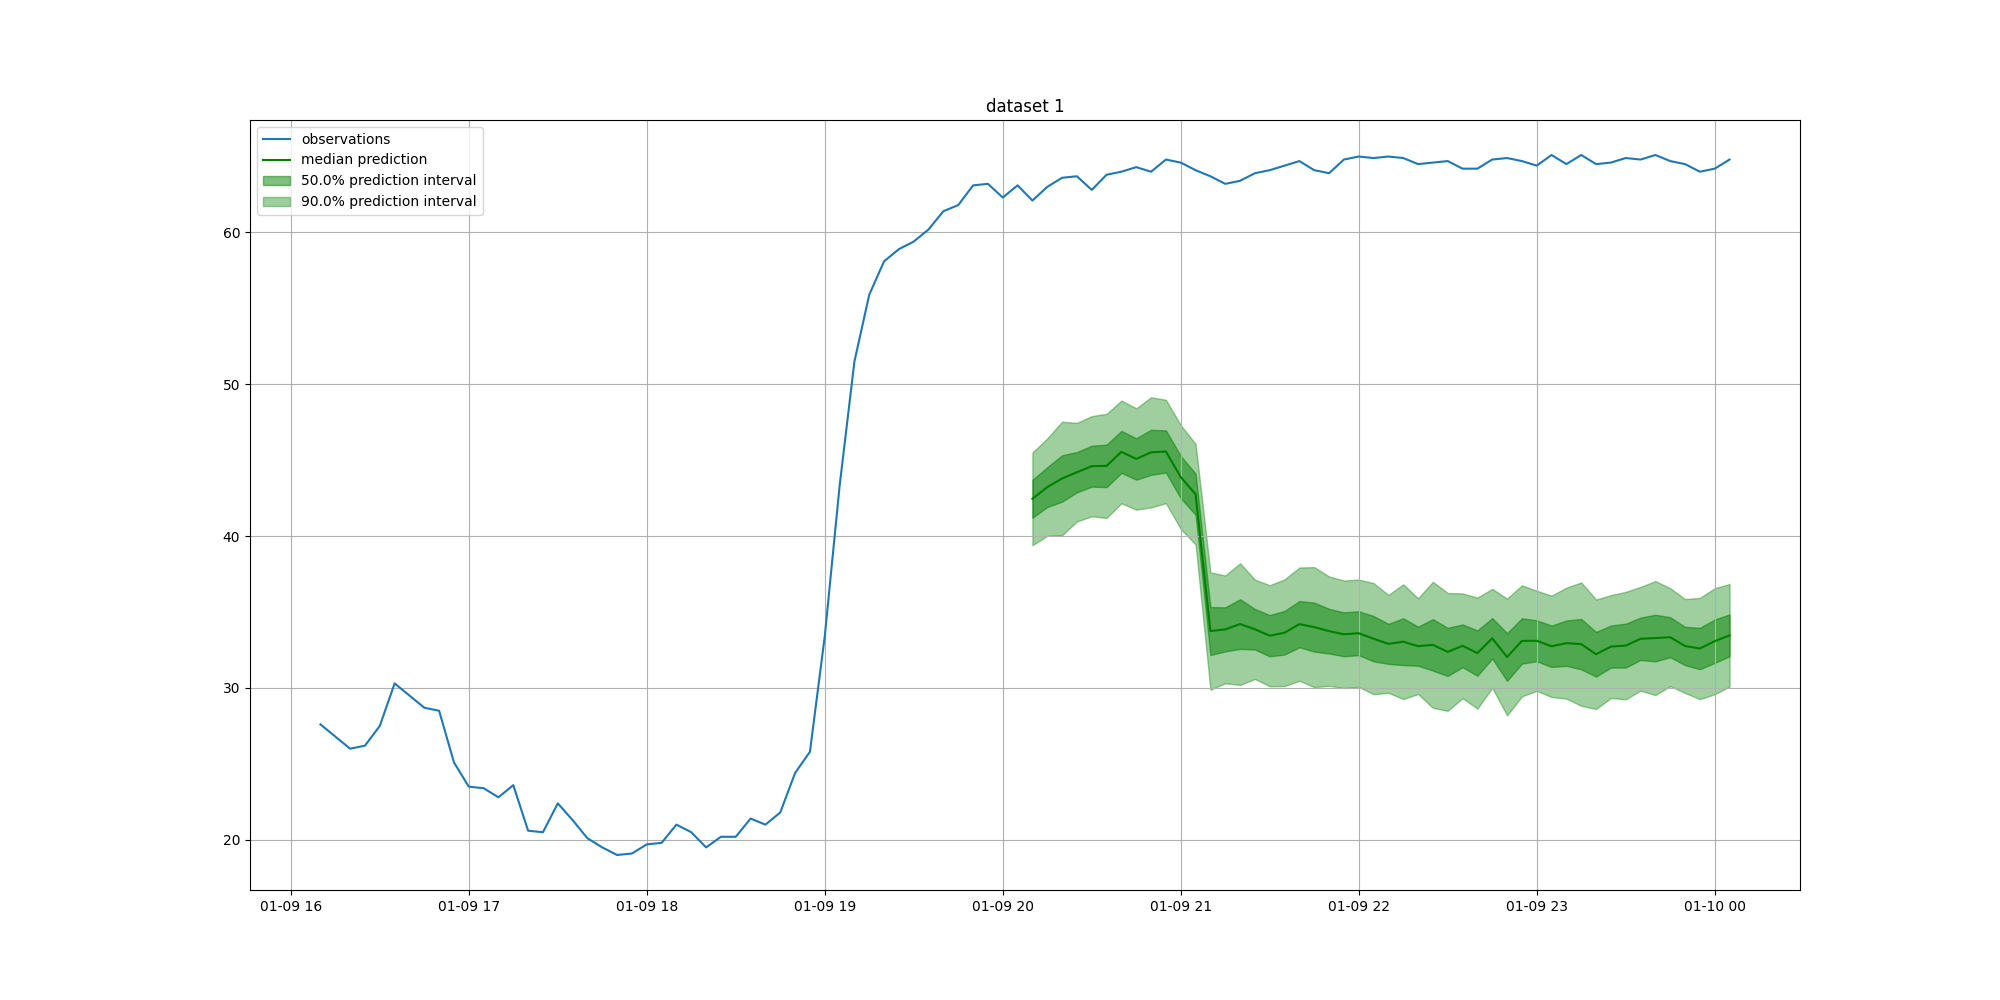 dataset 1
observations
median prediction
50.0% prediction interval
90.0% prediction interval
60
50
40
30
20
01-09 16 01-09 17 01-09 18 01-09 19 01-09 20 01-09 21 01-09 22 01-09 23 01-10 00